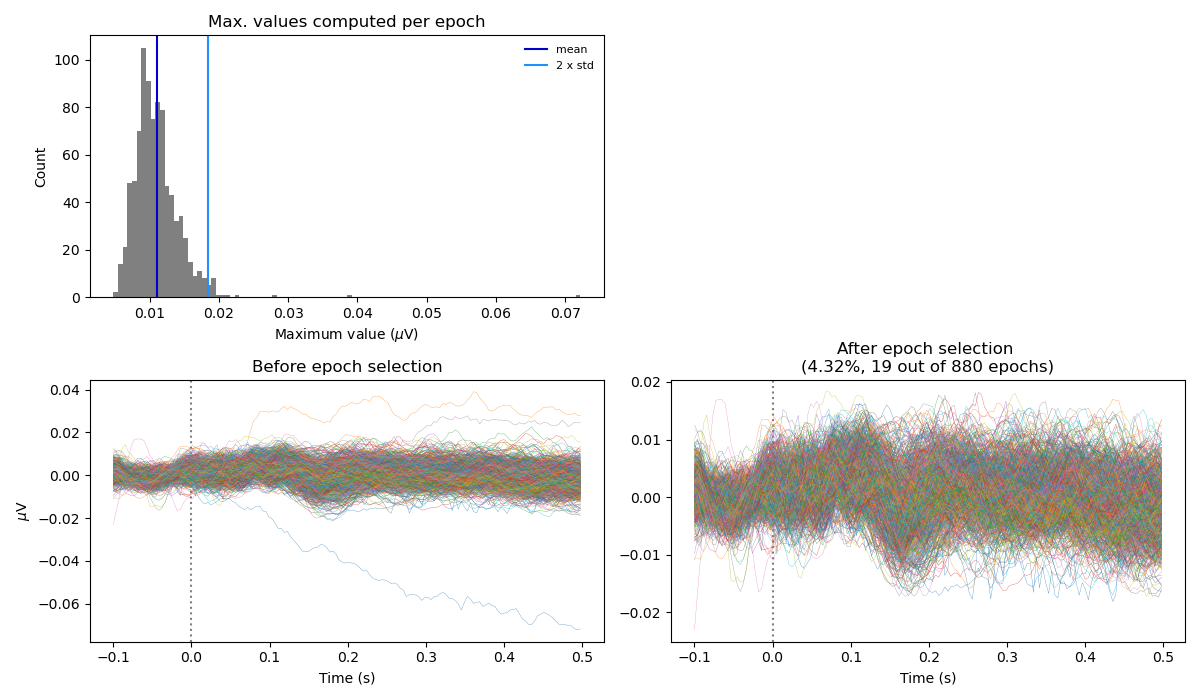 Max. values computed per epoch
mean
2 x std
100
80
60
40
20
0
Count
0.01 0.02 0.03 0.04 0.05 0.06 0.07
Maximum value (μV)
Before epoch selection
0.04
0.02
0.00
−0.02
−0.04
−0.06
μV
−0.1 0.0 0.1 0.2 0.3 0.4 0.5
Time (s)
After epoch selection
(4.32%, 19 out of 880 epochs)
0.02
0.01
0.00
−0.01
−0.02
−0.1 0.0 0.1 0.2 0.3 0.4 0.5
Time (s)